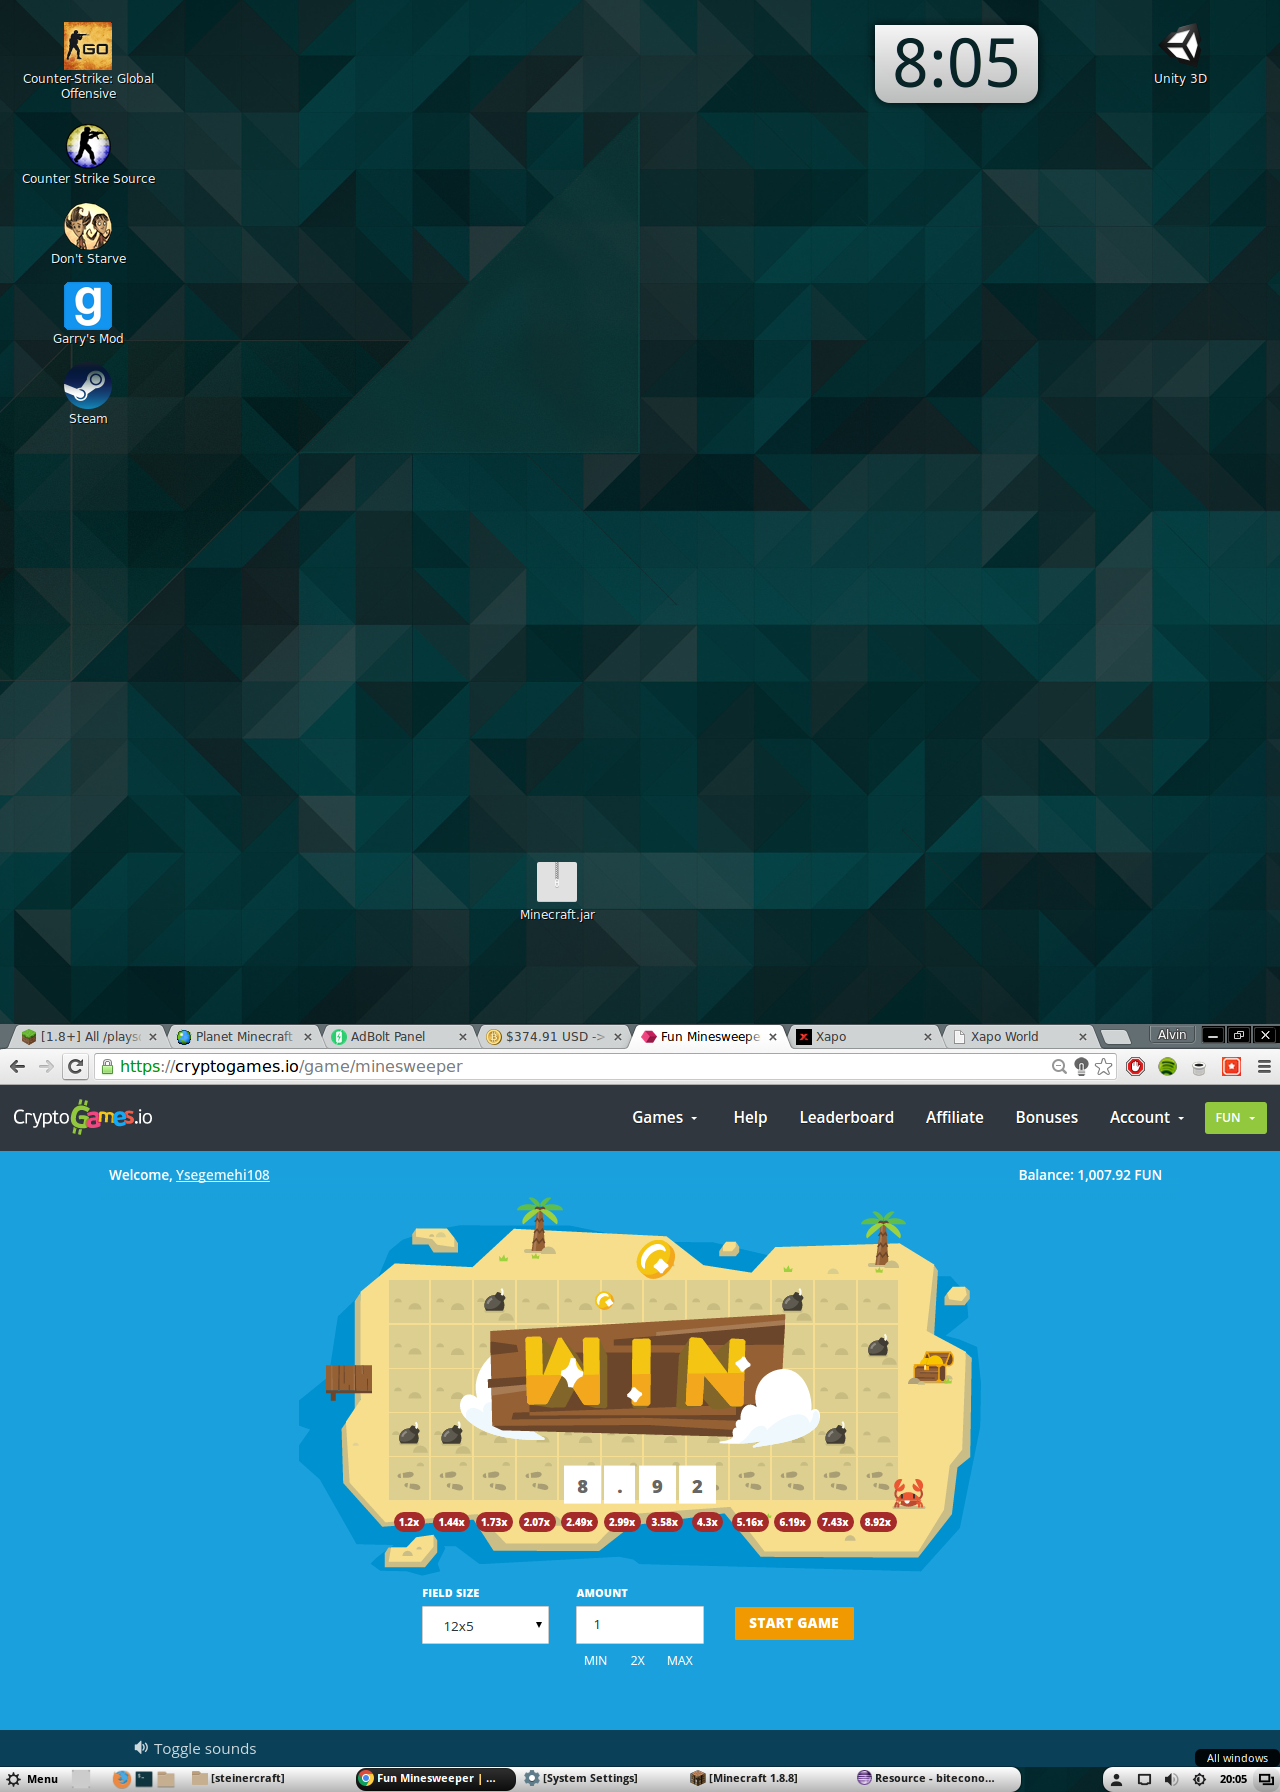 GO
Counter-Strike: Global
Offensive
8:05
Unity 3D
Counter Strike Source
Don't Starve
g
Garry's Mod
Steam
Minecraft.jar
[1.8+] All /plays
Planet Minecraft
AdBolt Panel
$374.91 USD ->
Fun Minesweepe
Xapo
Xapo World
Alvin
https://cryptogames.io/game/minesweeper
CryptoGames.io
Games
Help
Leaderboard
Affiliate
Bonuses
Account
FUN
Welcome, Ysegemehi108
Balance: 1,007.92 FUN
WIN
8.92
1.2x 1.44x 1.73x 2.07x 2.49x 2.99x 3.58x 4.3x 5.16x 6.19x 7.43x 8.92x
FIELD SIZE
AMOUNT
12x5
1
START GAME
MIN 2X MAX
Toggle sounds
All windows
Menu
[steinercraft]
Fun Minesweeper | ...
[System Settings]
[Minecraft 1.8.8]
Resource - bitecono...
20:05